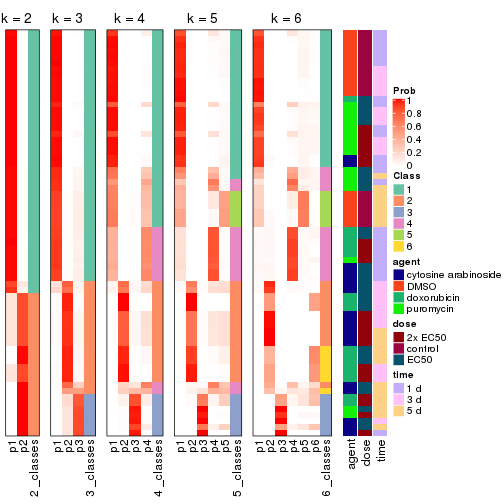 k = 2 k = 3 k = 4 k = 5 k = 6
p1 p2 2_classes
p1 p2 p3 3_classes
p1 p2 p3 p4 4_classes
p1 p2 p3 p4 p5 5_classes
p1 p2 p3 p4 p5 p6 6_classes
agent dose time
Prob
1
0.8
0.6
0.4
0.2
0
Class
1
2
3
4
5
6
agent
cytosine arabinoside
DMSO
doxorubicin
puromycin
dose
2x EC50
control
EC50
time
1 d
3 d
5 d